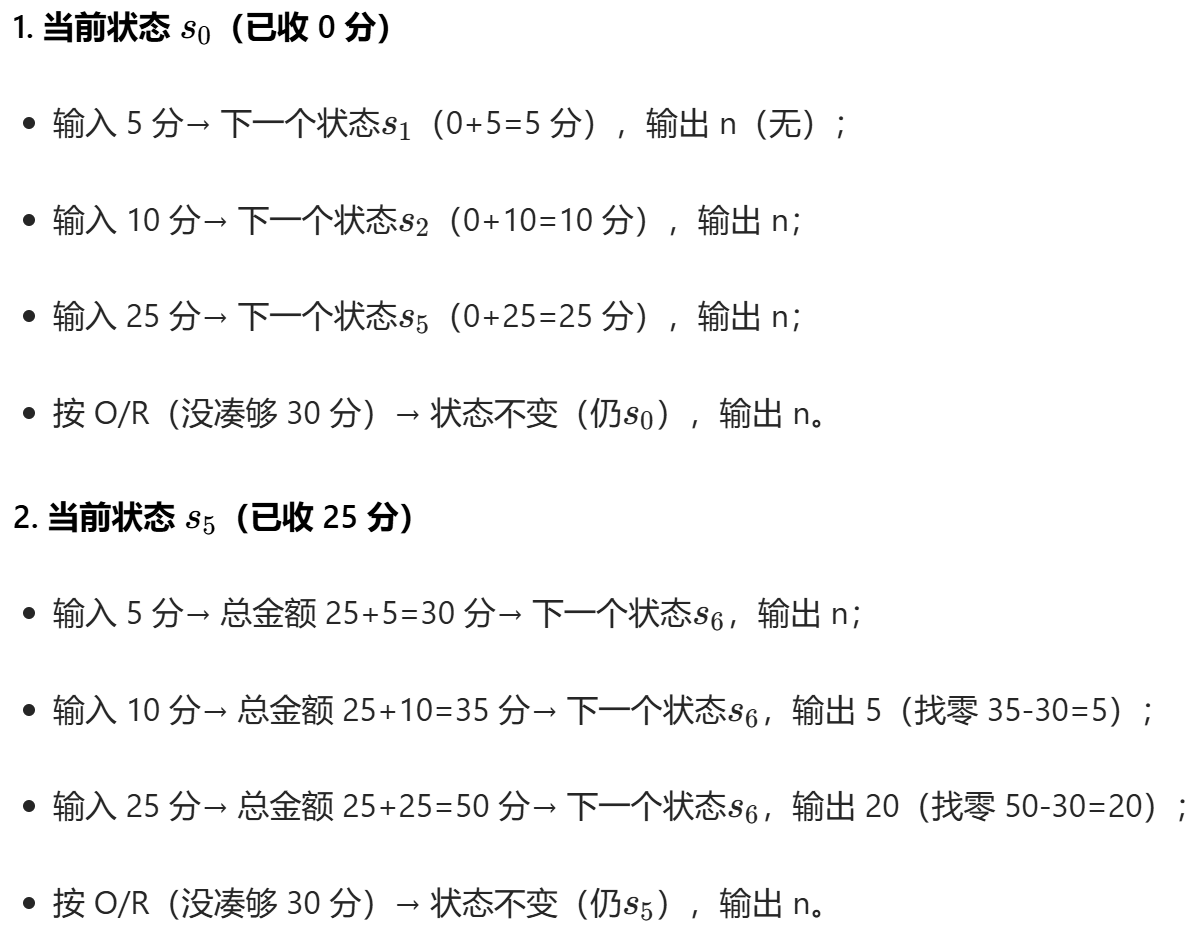 1. 当前状态 s₀（已收 0 分）
• 输入 5 分→ 下一个状态s₁（0+5=5 分），输出 n（无）；
• 输入 10 分→ 下一个状态s₂（0+10=10 分），输出 n；
• 输入 25 分→ 下一个状态s₅（0+25=25 分），输出 n；
• 按 O/R（没凑够 30 分）→ 状态不变（仍s₀），输出 n。
2. 当前状态 s₅（已收 25 分）
• 输入 5 分→ 总金额 25+5=30 分→ 下一个状态s₆，输出 n；
• 输入 10 分→ 总金额 25+10=35 分→ 下一个状态s₆，输出 5（找零 35-30=5）；
• 输入 25 分→ 总金额 25+25=50 分→ 下一个状态s₆，输出 20（找零 50-30=20）；
• 按 O/R（没凑够 30 分）→ 状态不变（仍s₅），输出 n。